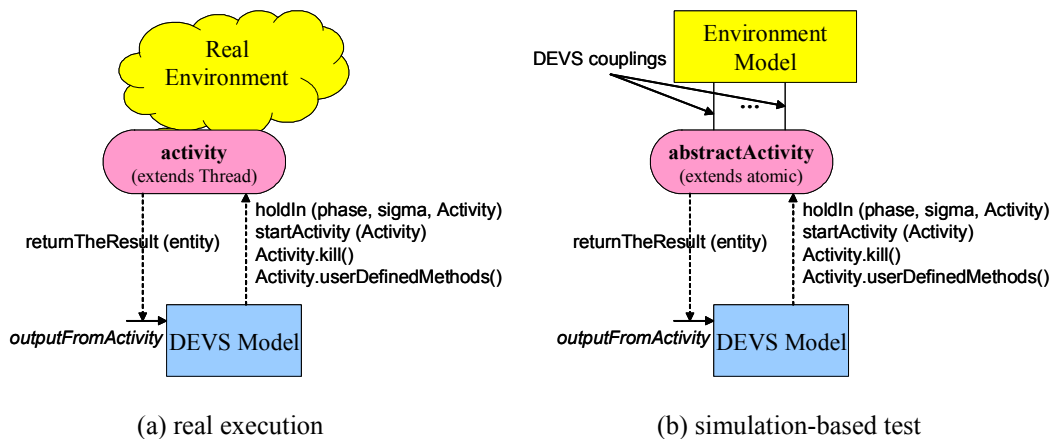 Real
Environment
activity
(extends Thread)
holdIn (phase, sigma, Activity)
startActivity (Activity)
Activity.kill()
Activity.userDefinedMethods()
returnTheResult (entity)
outputFromActivity
DEVS Model
(a) real execution
Environment
Model
DEVS couplings
...
abstractActivity
(extends atomic)
holdIn (phase, sigma, Activity)
startActivity (Activity)
Activity.kill()
Activity.userDefinedMethods()
returnTheResult (entity)
outputFromActivity
DEVS Model
(b) simulation-based test